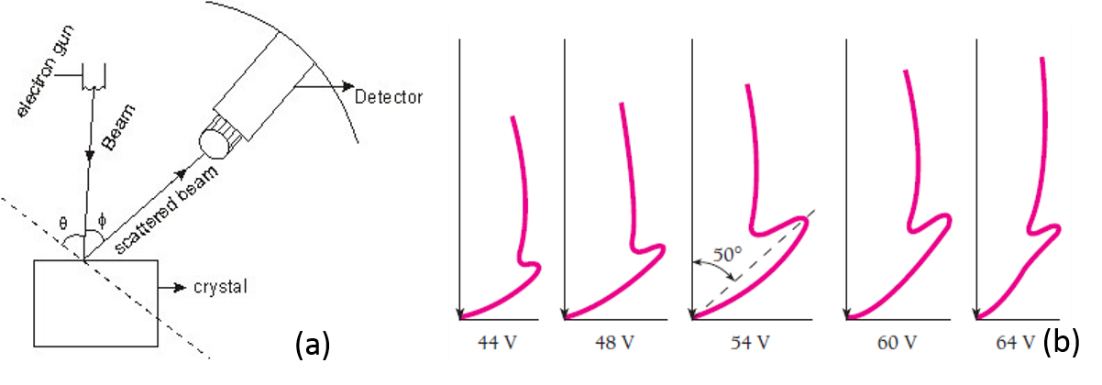 electron gun
Beam
θ
ϕ
scattered beam
Detector
crystal
(a)
50°
44 V
48 V
54 V
60 V
64 V
(b)